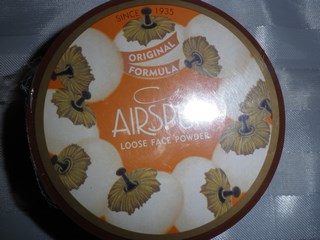 SINCE 1935
ORIGINAL
FORMULA
AIRSPUN
LOOSE FACE POWDER